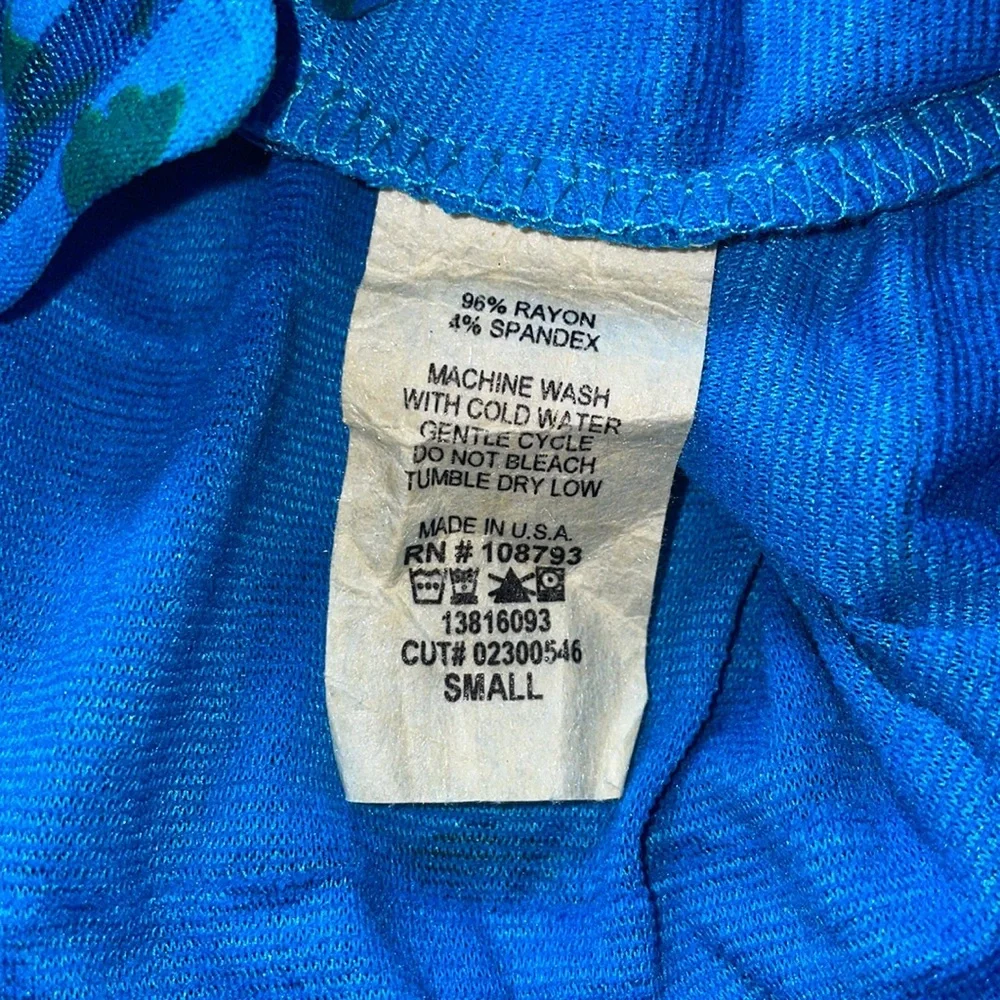 96% RAYON
4% SPANDEX
MACHINE WASH
WITH COLD WATER
GENTLE CYCLE
DO NOT BLEACH
TUMBLE DRY LOW
MADE IN U.S.A.
RN # 108793
13816093
CUT# 02300546
SMALL